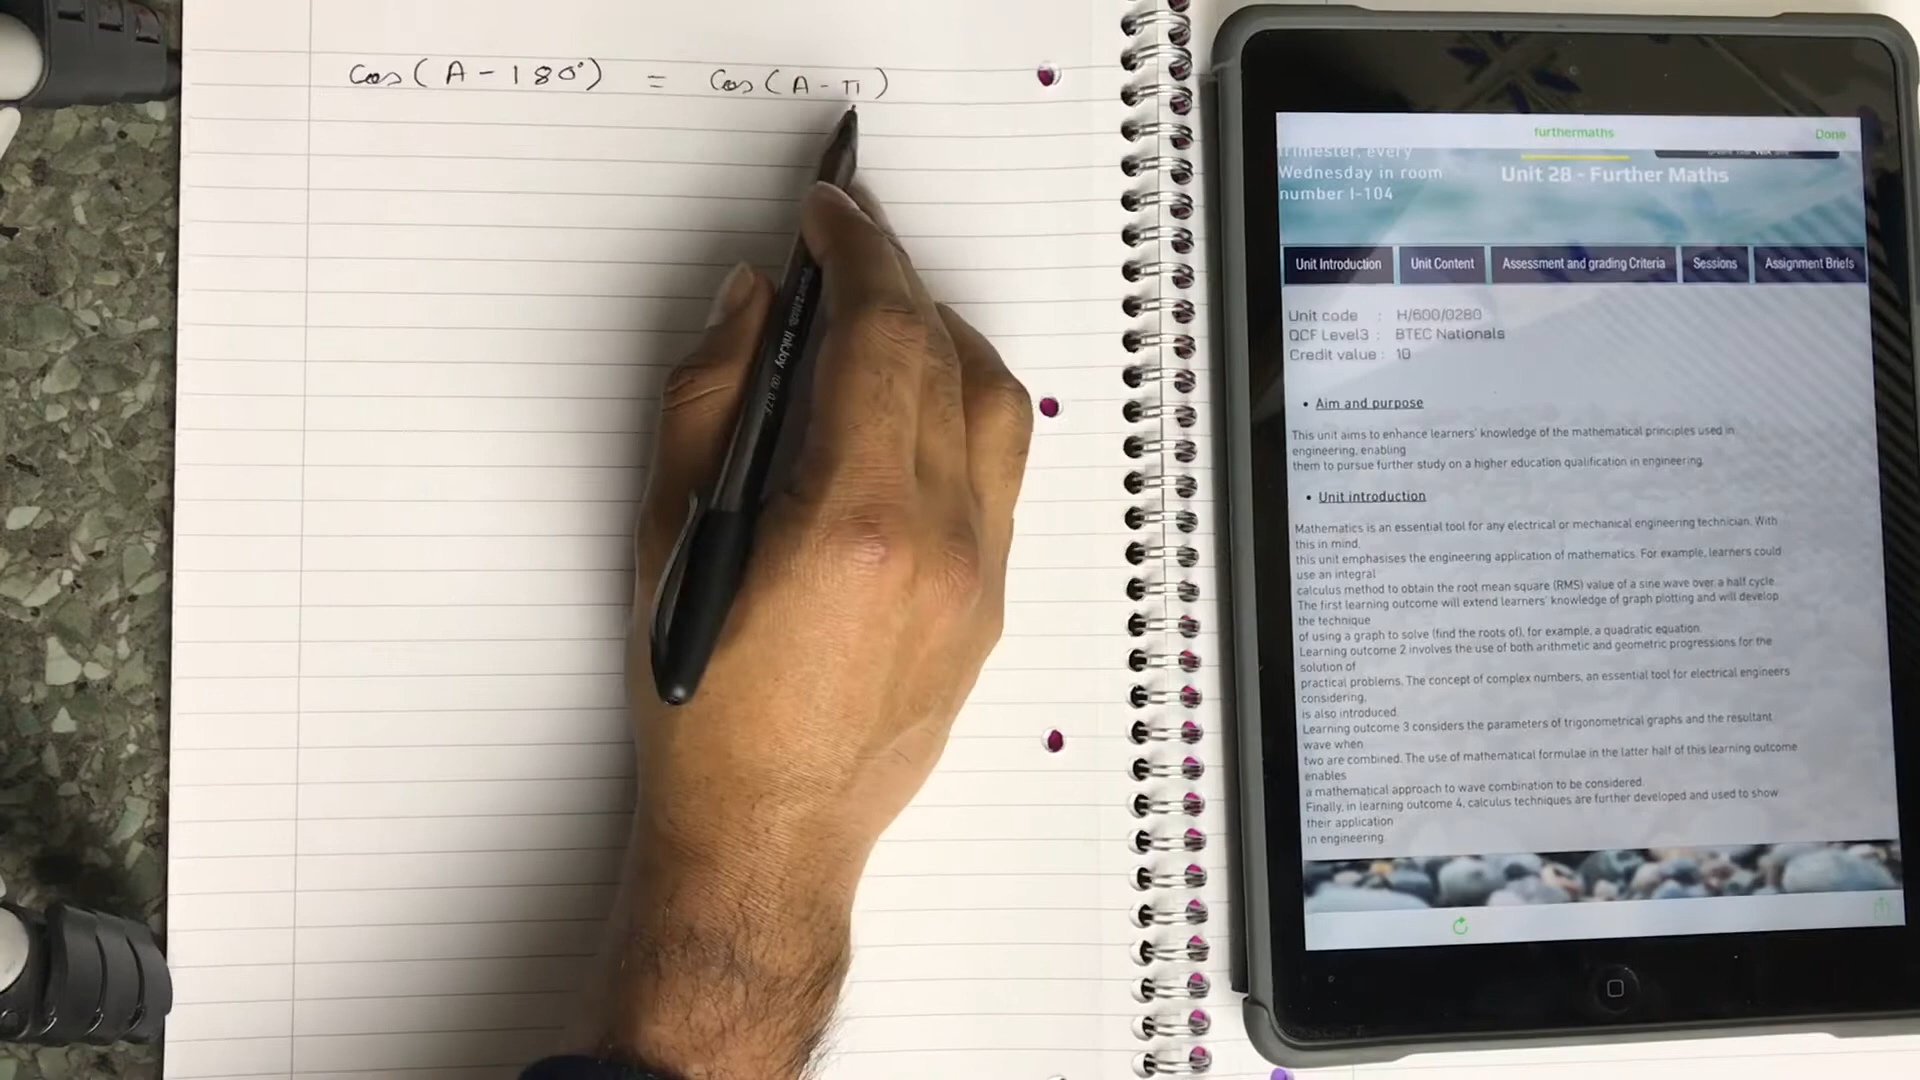 Cos(A-180°) = Cos(A-π)
furthermaths
Done
Trimester, every
Wednesday in room
number I-104
Unit 28 - Further Maths
Unit Introduction
Unit Content
Assessment and grading Criteria
Sessions
Assignment Briefs
Unit code : H/600/0280
QCF Level3 : BTEC Nationals
Credit value : 10
• Aim and purpose
This unit aims to enhance learners' knowledge of the mathematical principles used in
engineering, enabling
them to pursue further study on a higher education qualification in engineering.
• Unit introduction
Mathematics is an essential tool for any electrical or mechanical engineering technician. With
this in mind,
this unit emphasises the engineering application of mathematics. For example, learners could
use an integral
calculus method to obtain the root mean square (RMS) value of a sine wave over a half cycle.
The first learning outcome will extend learners' knowledge of graph plotting and will develop
the technique
of using a graph to solve (find the roots of), for example, a quadratic equation.
Learning outcome 2 involves the use of both arithmetic and geometric progressions for the
solution of
practical problems. The concept of complex numbers, an essential tool for electrical engineers
considering,
is also introduced.
Learning outcome 3 considers the parameters of trigonometrical graphs and the resultant
wave when
two are combined. The use of mathematical formulae in the latter half of this learning outcome
enables
a mathematical approach to wave combination to be considered.
Finally, in learning outcome 4, calculus techniques are further developed and used to show
their application
in engineering.
InkJoy 100